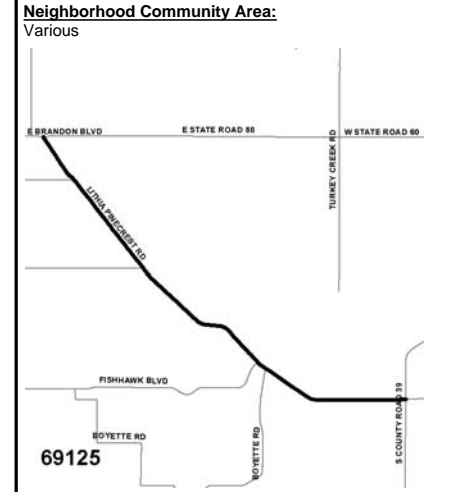 Neighborhood Community Area:
Various
E BRANDON BLVD
E STATE ROAD 60
W STATE ROAD 60
TURKEY CREEK RD
LITHIA PINECREST RD
FISHHAWK BLVD
S COUNTY ROAD 39
BOYETTE RD
BOYETTE RD
69125